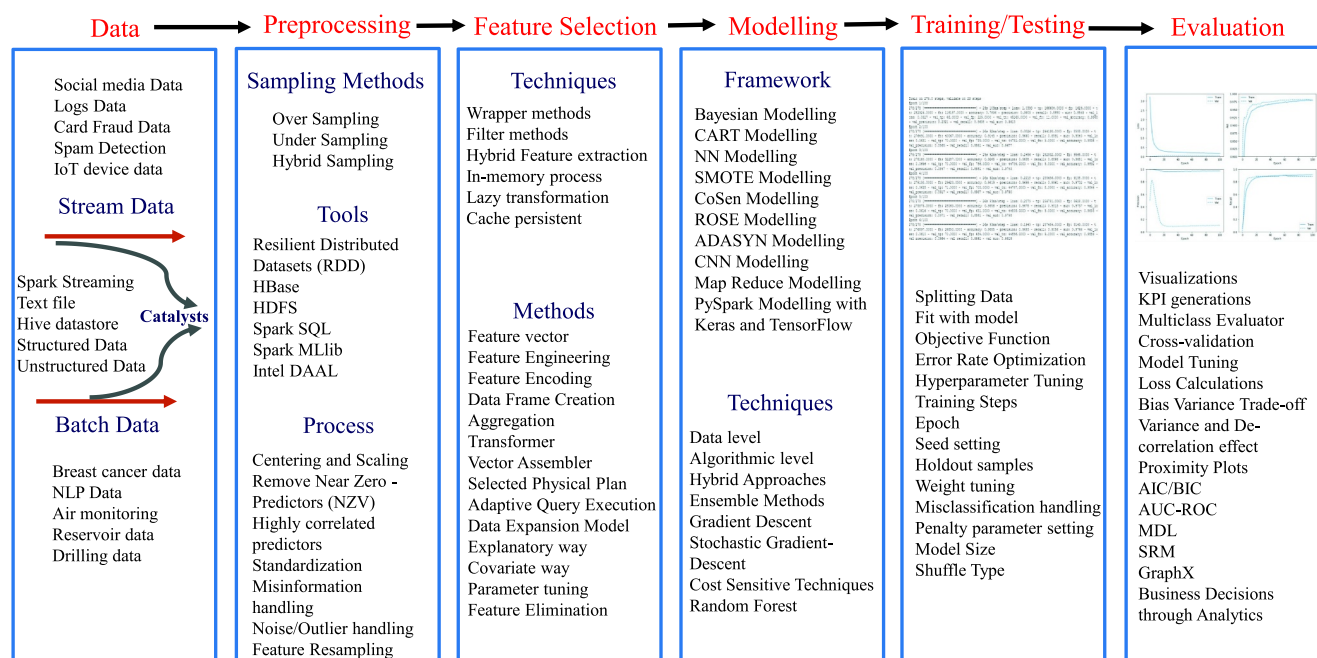 Data
Preprocessing
Feature Selection
Modelling
Training/Testing
Evaluation
Social media Data
Logs Data
Card Fraud Data
Spam Detection
IoT device data
Stream Data
Spark Streaming
Text file
Hive datastore
Structured Data
Unstructured Data
Catalysts
Batch Data
Breast cancer data
NLP Data
Air monitoring
Reservoir data
Drilling data
Sampling Methods
Over Sampling
Under Sampling
Hybrid Sampling
Tools
Resilient Distributed
Datasets (RDD)
HBase
HDFS
Spark SQL
Spark MLlib
Intel DAAL
Process
Centering and Scaling
Remove Near Zero -
Predictors (NZV)
Highly correlated
predictors
Standardization
Misinformation
handling
Noise/Outlier handling
Feature Resampling
Techniques
Wrapper methods
Filter methods
Hybrid Feature extraction
In-memory process
Lazy transformation
Cache persistent
Methods
Feature vector
Feature Engineering
Feature Encoding
Data Frame Creation
Aggregation
Transformer
Vector Assembler
Selected Physical Plan
Adaptive Query Execution
Data Expansion Model
Explanatory way
Covariate way
Parameter tuning
Feature Elimination
Framework
Bayesian Modelling
CART Modelling
NN Modelling
SMOTE Modelling
CoSen Modelling
ROSE Modelling
ADASYN Modelling
CNN Modelling
Map Reduce Modelling
PySpark Modelling with
Keras and TensorFlow
Techniques
Data level
Algorithmic level
Hybrid Approaches
Ensemble Methods
Gradient Descent
Stochastic Gradient-
Descent
Cost Sensitive Techniques
Random Forest
Splitting Data
Fit with model
Objective Function
Error Rate Optimization
Hyperparameter Tuning
Training Steps
Epoch
Seed setting
Holdout samples
Weight tuning
Misclassification handling
Penalty parameter setting
Model Size
Shuffle Type
Visualizations
KPI generations
Multiclass Evaluator
Cross-validation
Model Tuning
Loss Calculations
Bias Variance Trade-off
Variance and De-
correlation effect
Proximity Plots
AIC/BIC
AUC-ROC
MDL
SRM
GraphX
Business Decisions
through Analytics